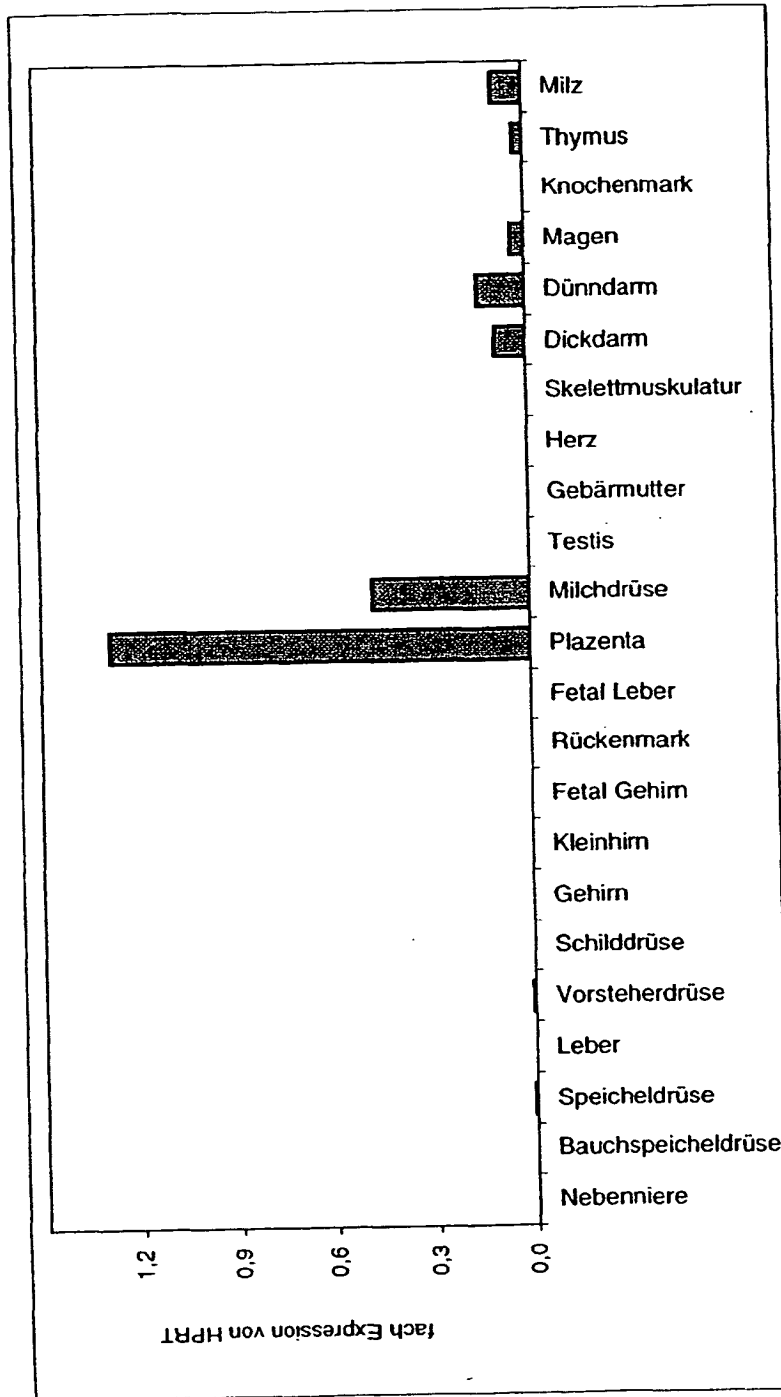 Milz
Thymus
Knochenmark
Magen
Dünndarm
Dickdarm
Skelettmuskulatur
Herz
Gebärmutter
Testis
Milchdrüse
Plazenta
Fetal Leber
Rückenmark
Fetal Gehirn
Kleinhirn
Gehirn
Schilddrüse
Vorsteherdrüse
Leber
Speicheldrüse
Bauchspeicheldrüse
Nebenniere
1,2
0,9
0,6
0,3
0,0
fach Expression von HPRT